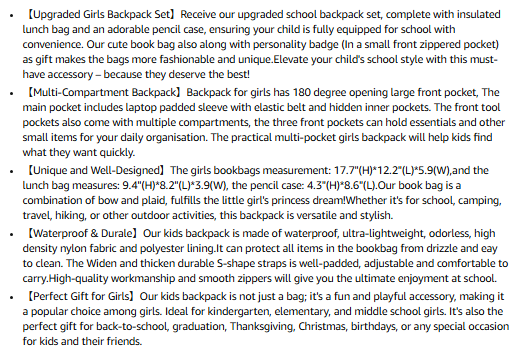 • 【Upgraded Girls Backpack Set】Receive our upgraded school backpack set, complete with insulated
lunch bag and an adorable pencil case, ensuring your child is fully equipped for school with
convenience. Our cute book bag also along with personality badge (In a small front zippered pocket)
as gift makes the bags more fashionable and unique.Elevate your child's school style with this must-
have accessory – because they deserve the best!
• 【Multi-Compartment Backpack】Backpack for girls has 180 degree opening large front pocket, The
main pocket includes laptop padded sleeve with elastic belt and hidden inner pockets. The front tool
pockets also come with multiple compartments, the three front pockets can hold essentials and other
small items for your daily organisation. The practical multi-pocket girls backpack will help kids find
what they want quickly.
• 【Unique and Well-Designed】The girls bookbags measurement: 17.7"(H)*12.2"(L)*5.9(W),and the
lunch bag measures: 9.4"(H)*8.2"(L)*3.9(W), the pencil case: 4.3"(H)*8.6"(L).Our book bag is a
combination of bow and plaid, fulfills the little girl's princess dream!Whether it's for school, camping,
travel, hiking, or other outdoor activities, this backpack is versatile and stylish.
• 【Waterproof & Durale】Our kids backpack is made of waterproof, ultra-lightweight, odorless, high
density nylon fabric and polyester lining.It can protect all items in the bookbag from drizzle and eay
to clean. The Widen and thicken durable S-shape straps is well-padded, adjustable and comfortable to
carry.High-quality workmanship and smooth zippers will give you the ultimate enjoyment at school.
• 【Perfect Gift for Girls】Our kids backpack is not just a bag; it's a fun and playful accessory, making it
a popular choice among girls. Ideal for kindergarten, elementary, and middle school girls. It's also the
perfect gift for back-to-school, graduation, Thanksgiving, Christmas, birthdays, or any special occasion
for kids and their friends.